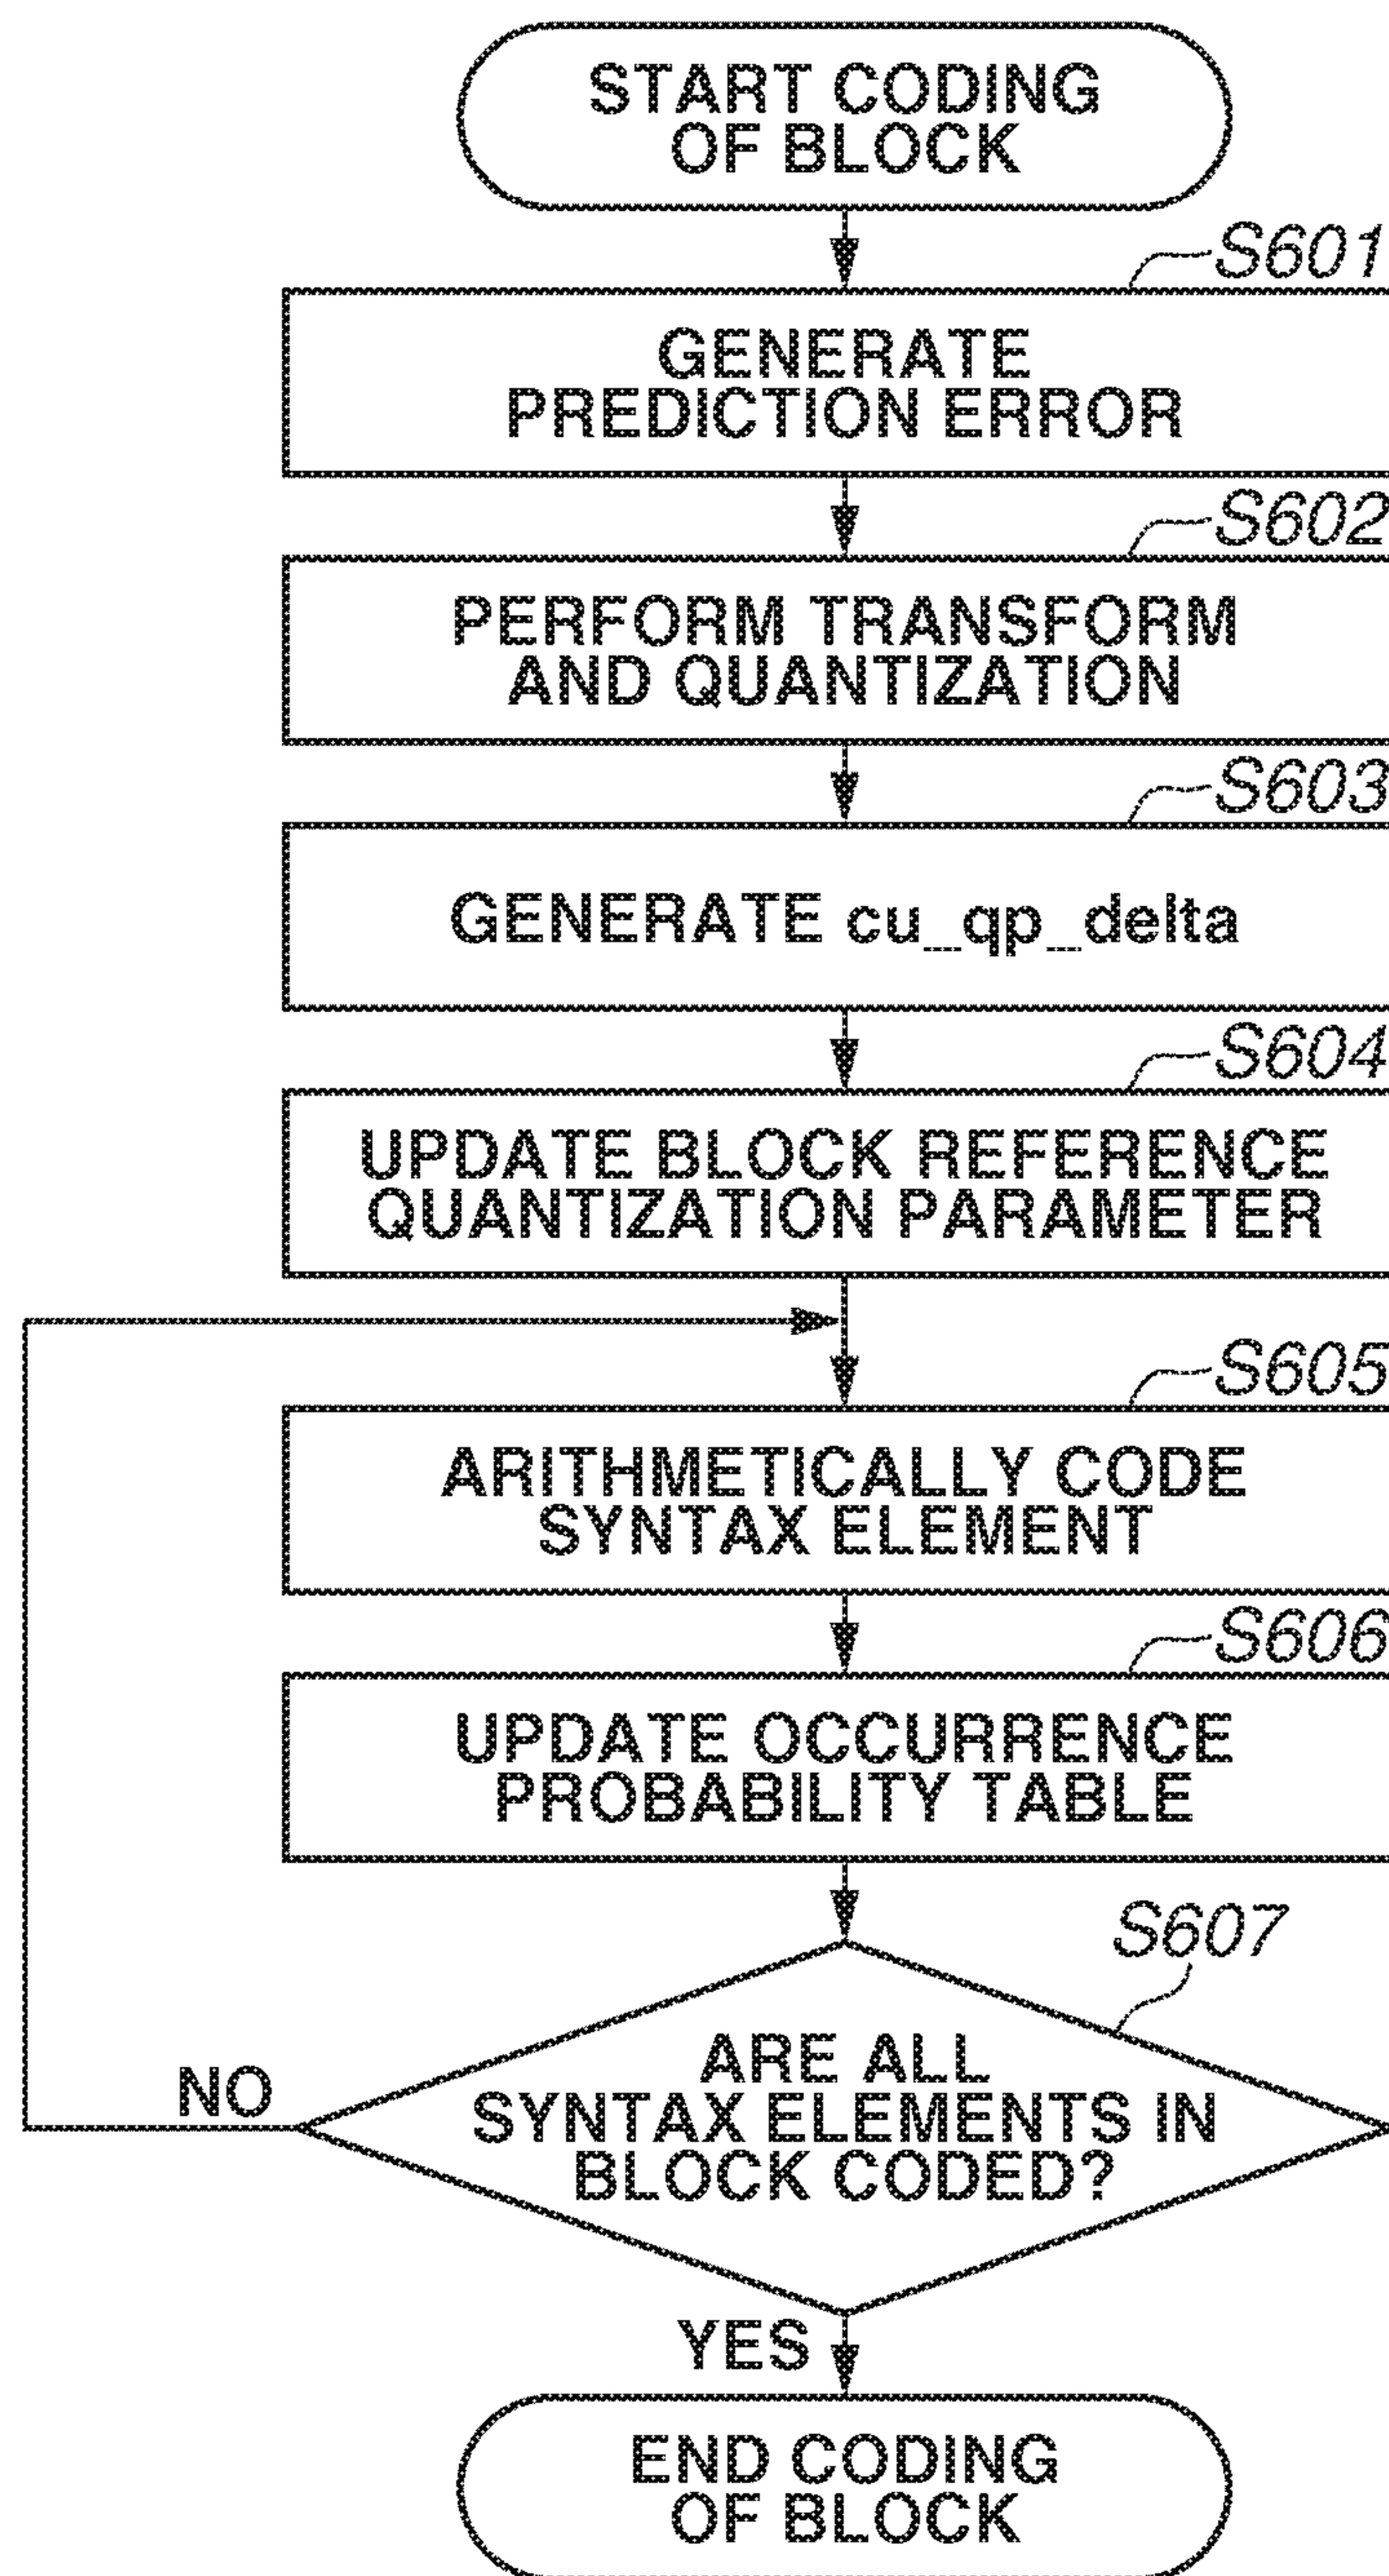 START CODING
OF BLOCK
S601
GENERATE
PREDICTION ERROR
S602
PERFORM TRANSFORM
AND QUANTIZATION
S603
GENERATE cu_qp_delta
S604
UPDATE BLOCK REFERENCE
QUANTIZATION PARAMETER
S605
ARITHMETICALLY CODE
SYNTAX ELEMENT
S606
UPDATE OCCURRENCE
PROBABILITY TABLE
S607
ARE ALL
SYNTAX ELEMENTS IN
BLOCK CODED?
NO
YES
END CODING
OF BLOCK